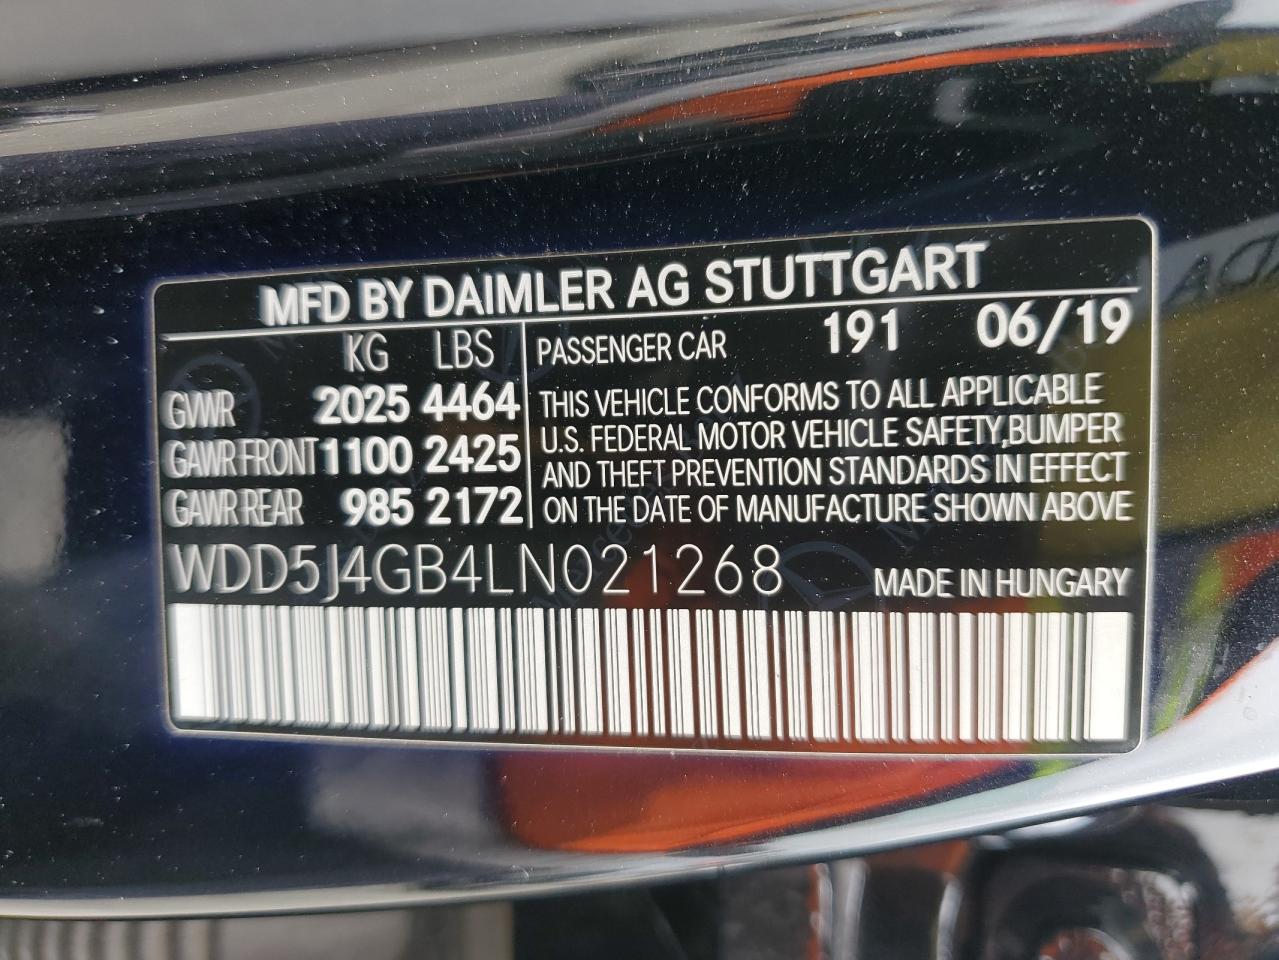 MFD BY DAIMLER AG STUTTGART
KG LBS
GVWR 2025 4464
GAWR FRONT 1100 2425
GAWR REAR 985 2172
PASSENGER CAR 191 06/19
THIS VEHICLE CONFORMS TO ALL APPLICABLE
U.S. FEDERAL MOTOR VEHICLE SAFETY, BUMPER
AND THEFT PREVENTION STANDARDS IN EFFECT
ON THE DATE OF MANUFACTURE SHOWN ABOVE
WDD5J4GB4LN021268
MADE IN HUNGARY